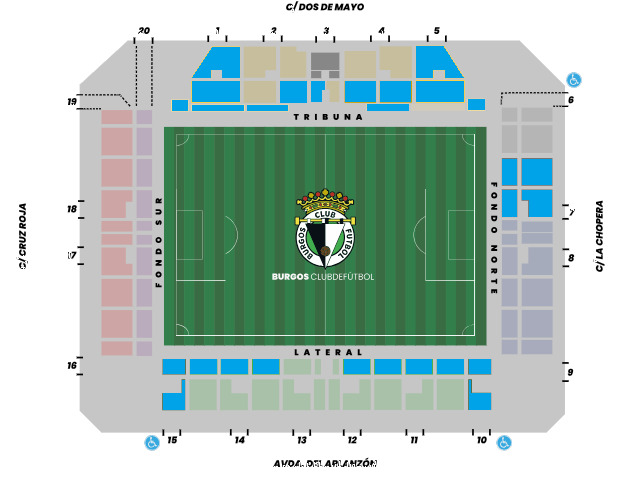 C/ DOS DE MAYO
20 1 2 3 4 5
19
6
TRIBUNA
C/ CRUZ ROJA
18
17
FONDO SUR
CLUB
BURGOS
FUTBOL
BURGOS CLUBDEFÚTBOL
FONDO NORTE
7
8
C/ LA CHOPERA
LATERAL
16
9
15 14 13 12 11 10
AVDA. DEL ARLANZÓN